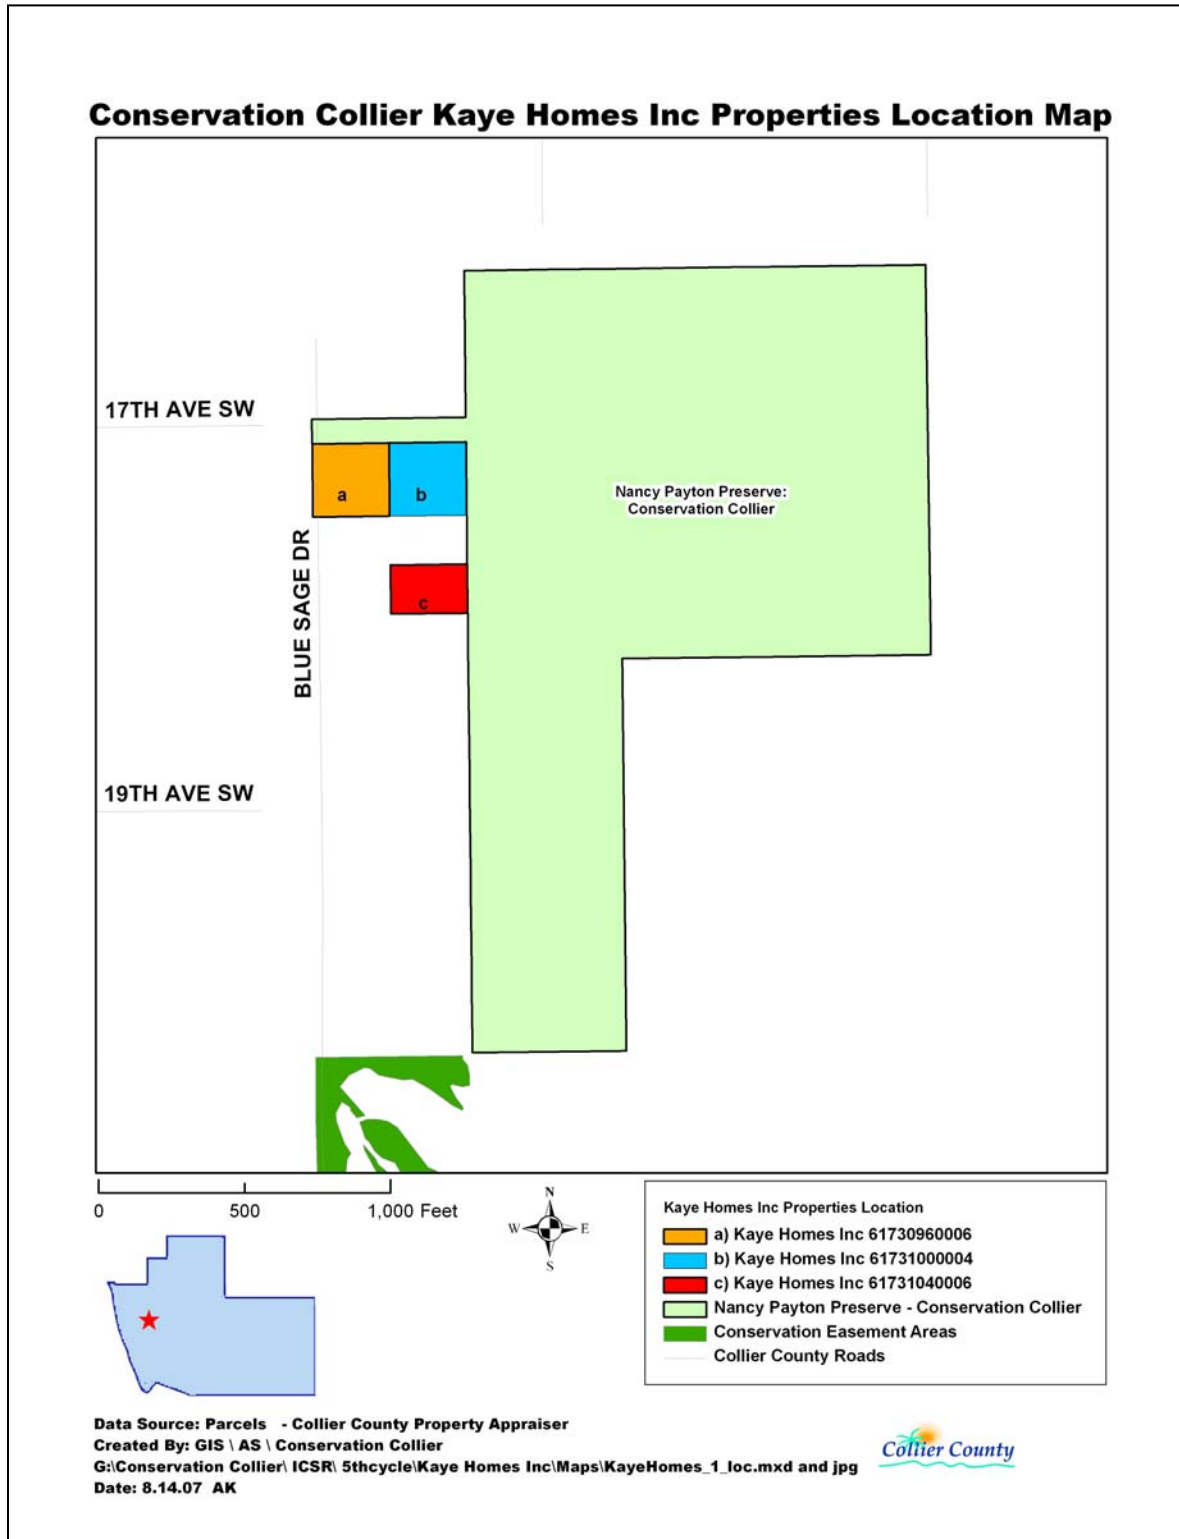 Conservation Collier Kaye Homes Inc Properties Location Map
17TH AVE SW
a
b
Nancy Payton Preserve:
Conservation Collier
BLUE SAGE DR
c
19TH AVE SW
0 500 1,000 Feet
N
W E
S
Kaye Homes Inc Properties Location
a) Kaye Homes Inc 61730960006
b) Kaye Homes Inc 61731000004
c) Kaye Homes Inc 61731040006
Nancy Payton Preserve - Conservation Collier
Conservation Easement Areas
Collier County Roads
Data Source: Parcels - Collier County Property Appraiser
Created By: GIS \ AS \ Conservation Collier
G:\Conservation Collier\ ICSR\ 5thcycle\Kaye Homes Inc\Maps\KayeHomes_1_loc.mxd and jpg
Date: 8.14.07 AK
Collier County